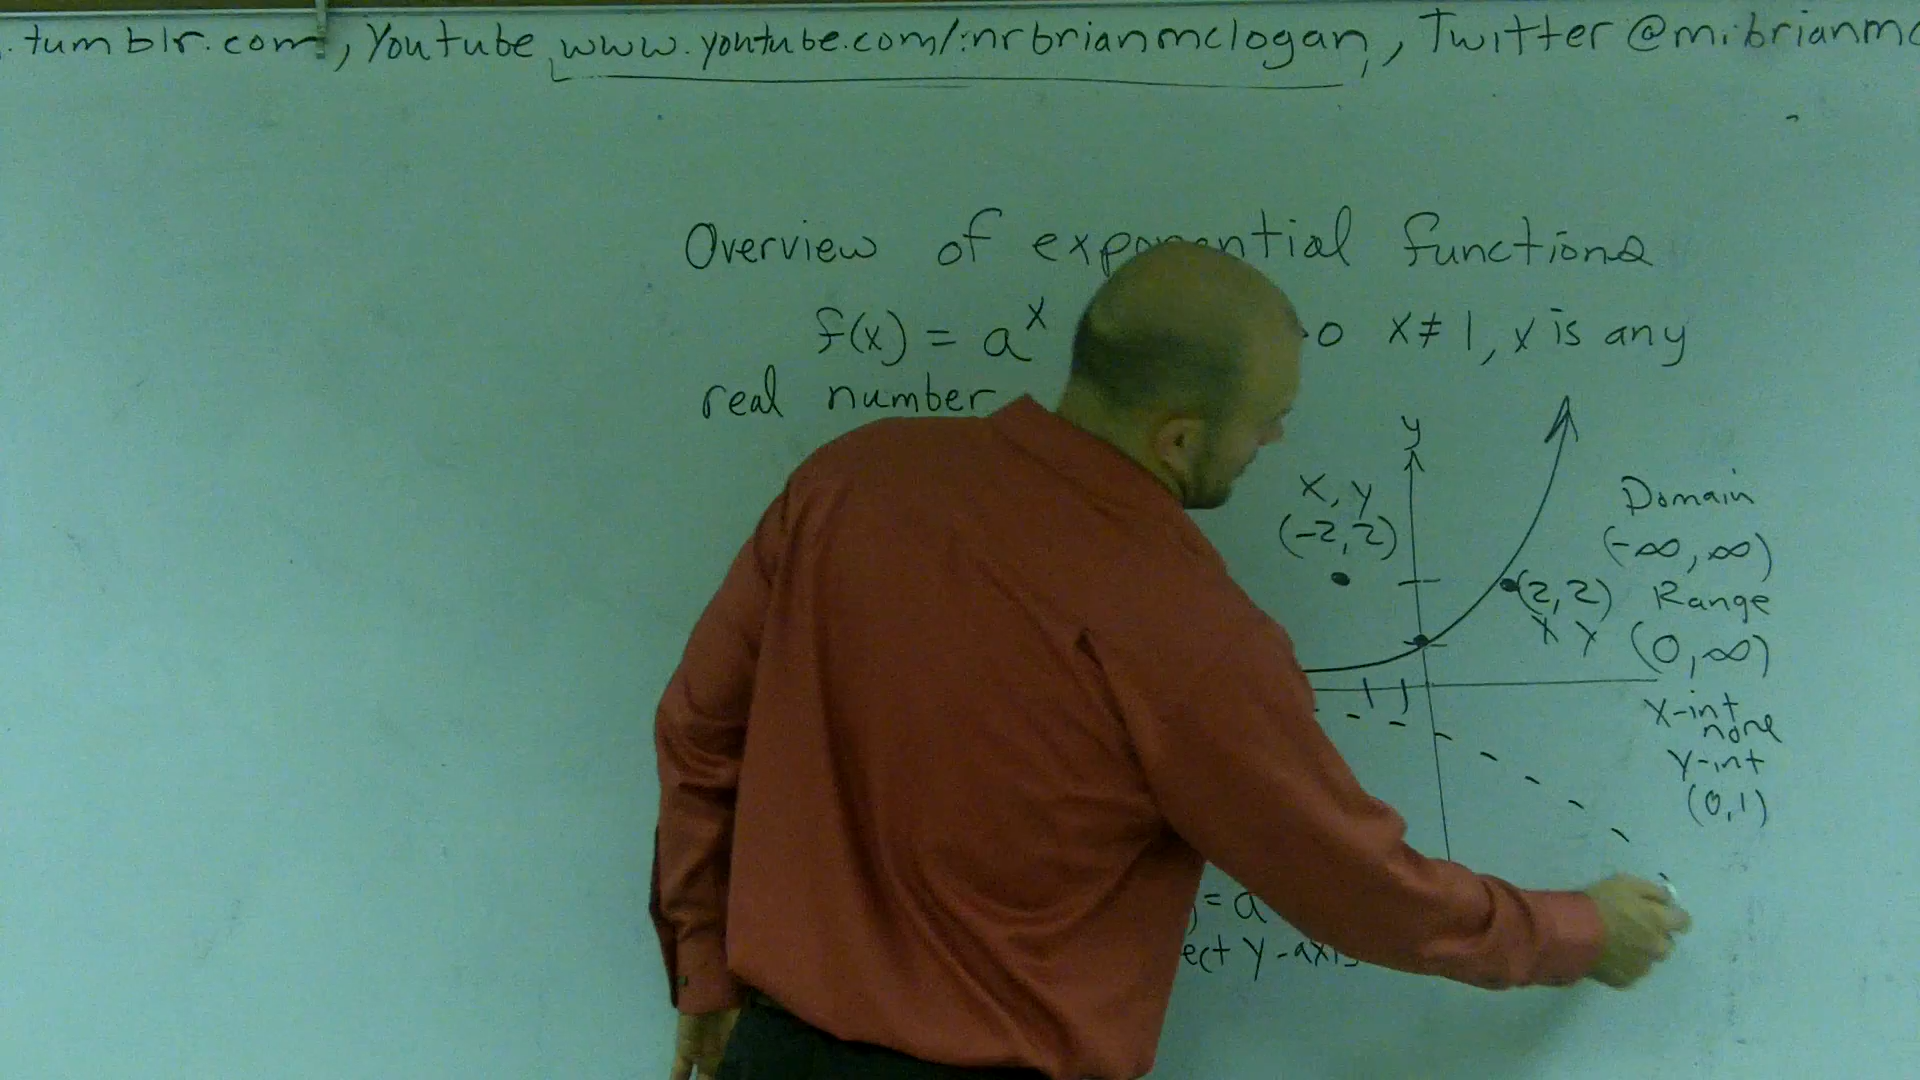 .tumblr.com, Youtube www.youtube.com/mrbrianmclogan, Twitter @mrbrianmc
Overview of exponential functions
f(x) = a^x >0 x≠1, x is any
real number
y
X, Y
(-2,2)
(2,2)
X Y
Domain
(-∞, ∞)
Range
(0, ∞)
X-int
none
Y-int
(0,1)
) = a
ect Y-axis